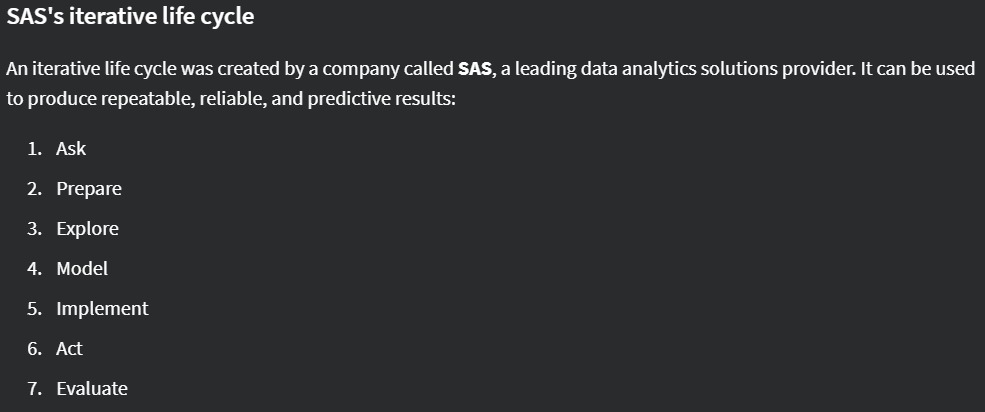 SAS's iterative life cycle
An iterative life cycle was created by a company called SAS, a leading data analytics solutions provider. It can be used
to produce repeatable, reliable, and predictive results:
1. Ask
2. Prepare
3. Explore
4. Model
5. Implement
6. Act
7. Evaluate